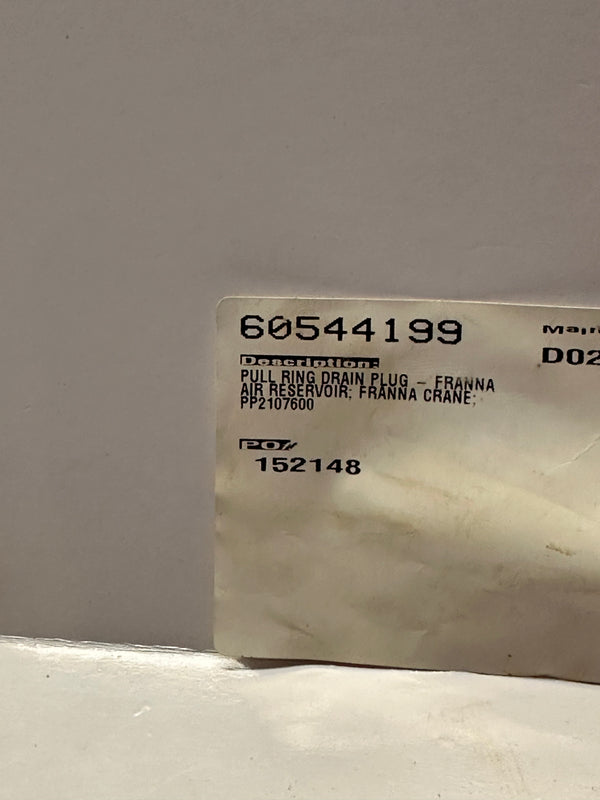 60544199
Description:
PULL RING DRAIN PLUG – FRANNA
AIR RESERVOIR; FRANNA CRANE;
PP2107600
PO#
152148
D02